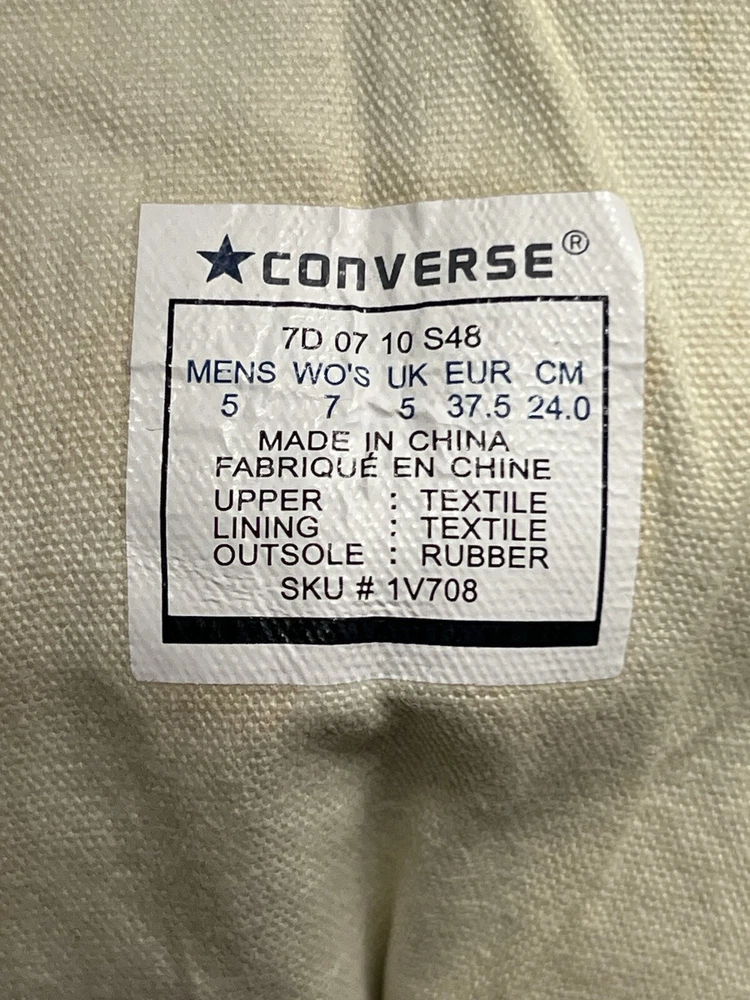 ★CONVERSE®
7D 07 10 S48
MENS WO'S UK EUR CM
5 7 5 37.5 24.0
MADE IN CHINA
FABRIQUÉ EN CHINE
UPPER : TEXTILE
LINING : TEXTILE
OUTSOLE : RUBBER
SKU # 1V708